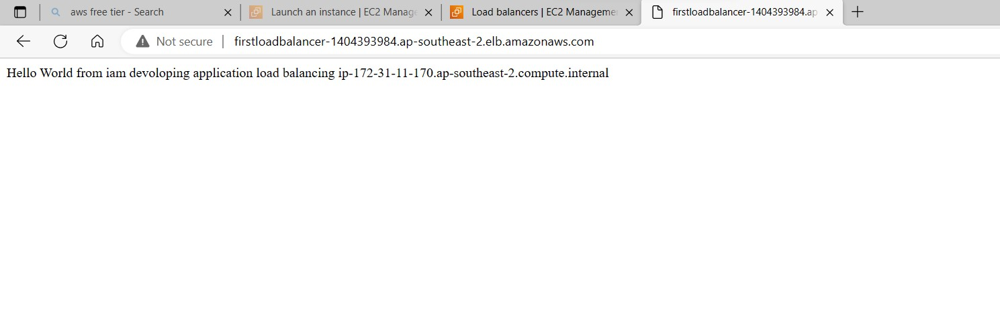 aws free tier - Search
Launch an instance | EC2 Manage
Load balancers | EC2 Manageme
firstloadbalancer-1404393984.ap
Not secure
firstloadbalancer-1404393984.ap-southeast-2.elb.amazonaws.com
Hello World from iam devoloping application load balancing ip-172-31-11-170.ap-southeast-2.compute.internal